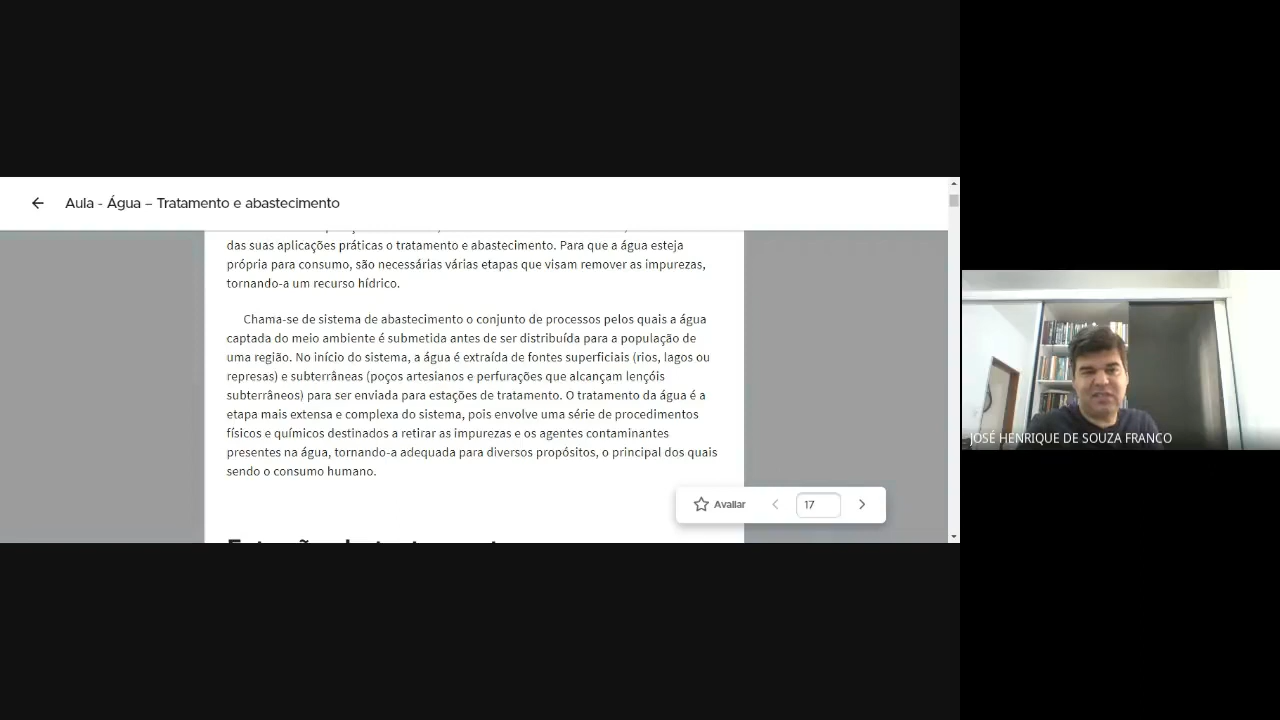 Aula - Água – Tratamento e abastecimento
das suas aplicações práticas o tratamento e abastecimento. Para que a água esteja
própria para consumo, são necessárias várias etapas que visam remover as impurezas,
tornando-a um recurso hídrico.
Chama-se de sistema de abastecimento o conjunto de processos pelos quais a água
captada do meio ambiente é submetida antes de ser distribuída para a população de
uma região. No início do sistema, a água é extraída de fontes superficiais (rios, lagos ou
represas) e subterrâneas (poços artesianos e perfurações que alcançam lençóis
subterrâneos) para ser enviada para estações de tratamento. O tratamento da água é a
etapa mais extensa e complexa do sistema, pois envolve uma série de procedimentos
físicos e químicos destinados a retirar as impurezas e os agentes contaminantes
presentes na água, tornando-a adequada para diversos propósitos, o principal dos quais
sendo o consumo humano.
Avaliar
17
JOSÉ HENRIQUE DE SOUZA FRANCO